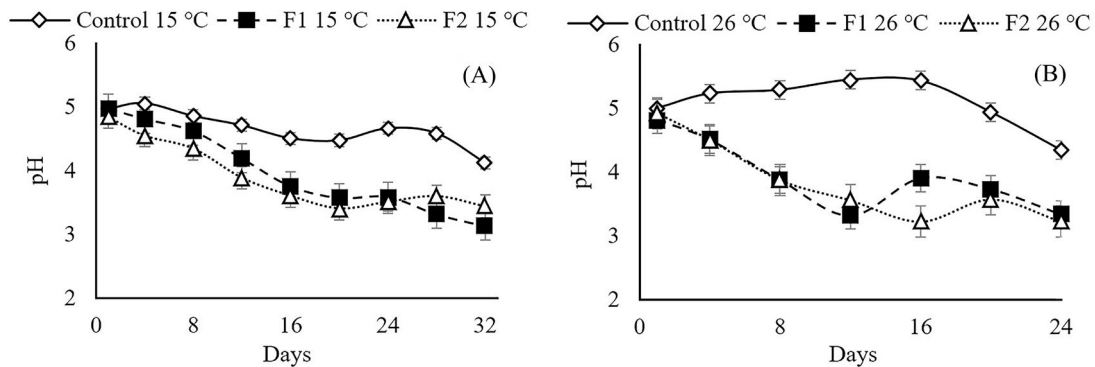 Control 15 °C F1 15 °C F2 15 °C
6
(A)
5
4
3
2
pH
0 8 16 24 32
Days
Control 26 °C F1 26 °C F2 26 °C
6
(B)
5
4
3
2
pH
0 8 16 24
Days